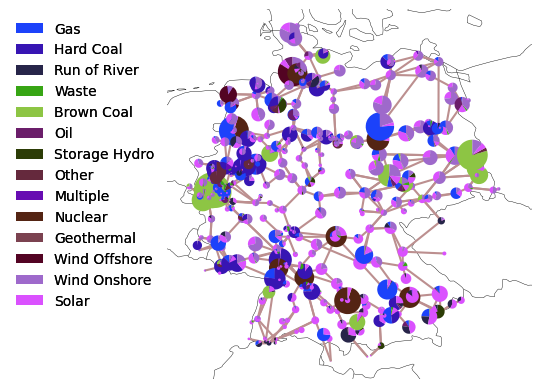 Gas
Hard Coal
Run of River
Waste
Brown Coal
Oil
Storage Hydro
Other
Multiple
Nuclear
Geothermal
Wind Offshore
Wind Onshore
Solar